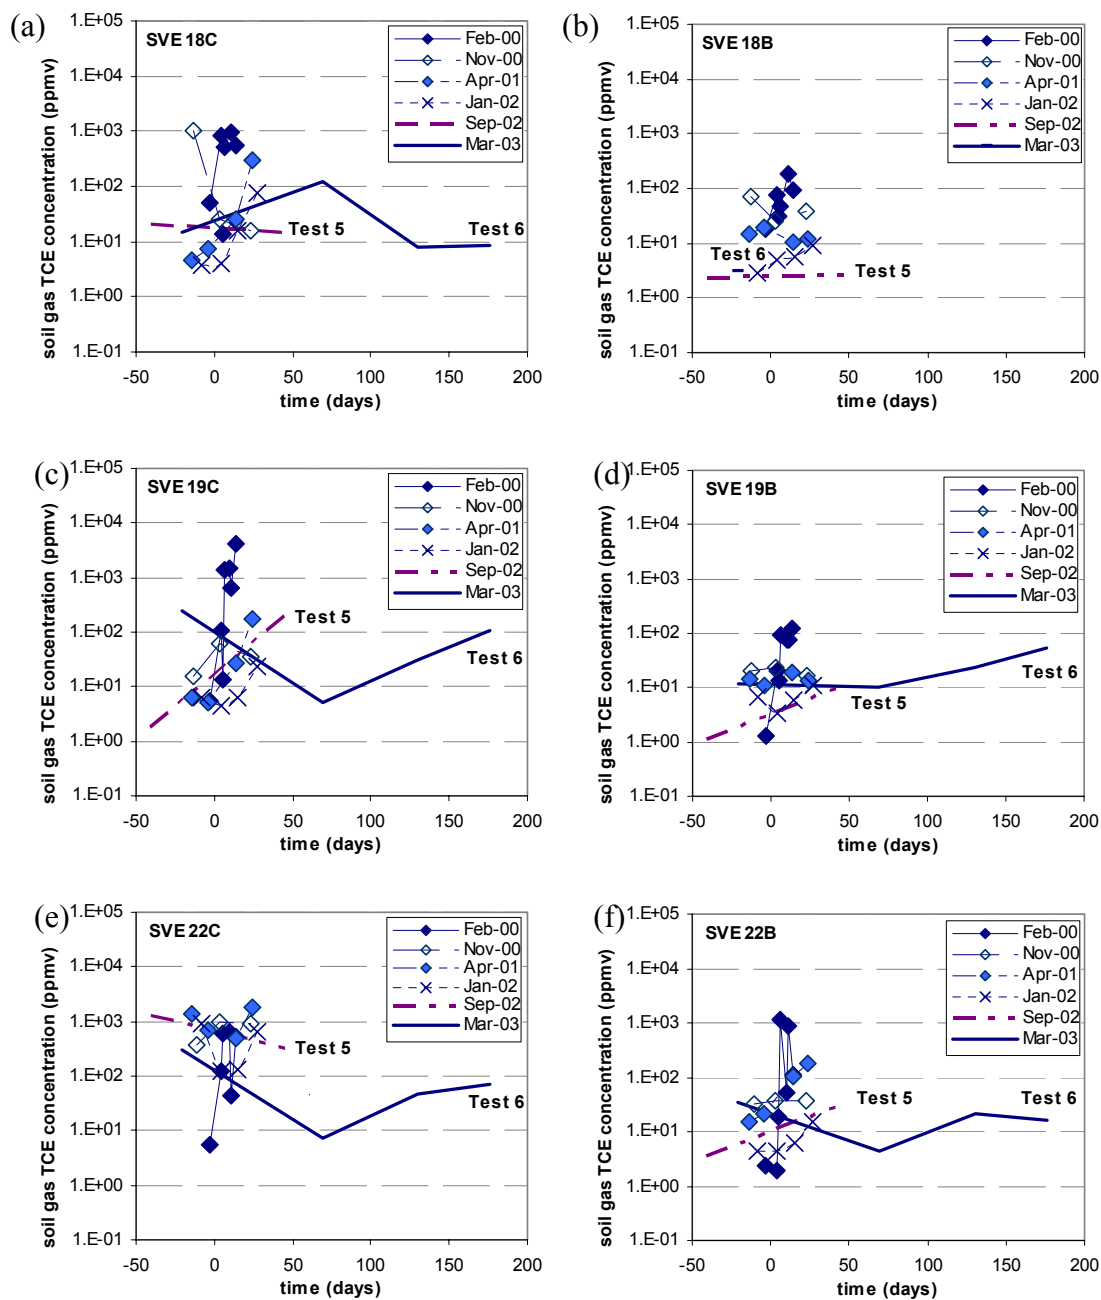 (a)
SVE 18C
Feb-00
Nov-00
Apr-01
Jan-02
Sep-02
Mar-03
1.E+05
1.E+04
1.E+03
1.E+02
1.E+01
1.E+00
1.E-01
soil gas TCE concentration (ppmv)
Test 5
Test 6
-50 0 50 100 150 200
time (days)
(b)
SVE 18B
Feb-00
Nov-00
Apr-01
Jan-02
Sep-02
Mar-03
1.E+05
1.E+04
1.E+03
1.E+02
1.E+01
1.E+00
1.E-01
soil gas TCE concentration (ppmv)
Test 6
Test 5
-50 0 50 100 150 200
time (days)
(c)
SVE 19C
Feb-00
Nov-00
Apr-01
Jan-02
Sep-02
Mar-03
1.E+05
1.E+04
1.E+03
1.E+02
1.E+01
1.E+00
1.E-01
soil gas TCE concentration (ppmv)
Test 5
Test 6
-50 0 50 100 150 200
time (days)
(d)
SVE 19B
Feb-00
Nov-00
Apr-01
Jan-02
Sep-02
Mar-03
1.E+05
1.E+04
1.E+03
1.E+02
1.E+01
1.E+00
1.E-01
soil gas TCE concentration (ppmv)
Test 6
Test 5
-50 0 50 100 150 200
time (days)
(e)
SVE 22C
Feb-00
Nov-00
Apr-01
Jan-02
Sep-02
Mar-03
1.E+05
1.E+04
1.E+03
1.E+02
1.E+01
1.E+00
1.E-01
soil gas TCE concentration (ppmv)
Test 5
Test 6
-50 0 50 100 150 200
time (days)
(f)
SVE 22B
Feb-00
Nov-00
Apr-01
Jan-02
Sep-02
Mar-03
1.E+05
1.E+04
1.E+03
1.E+02
1.E+01
1.E+00
1.E-01
soil gas TCE concentration (ppmv)
Test 5
Test 6
-50 0 50 100 150 200
time (days)